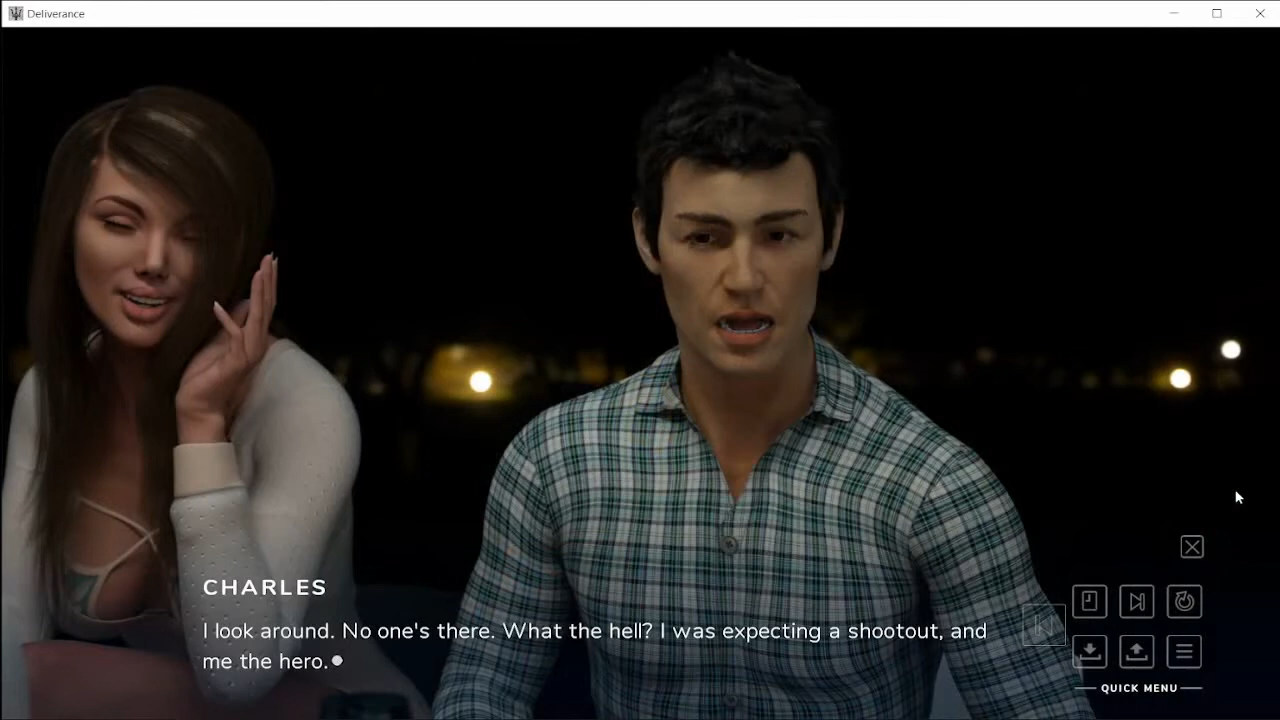 Deliverance
CHARLES
I look around. No one's there. What the hell? I was expecting a shootout, and
me the hero.
QUICK MENU